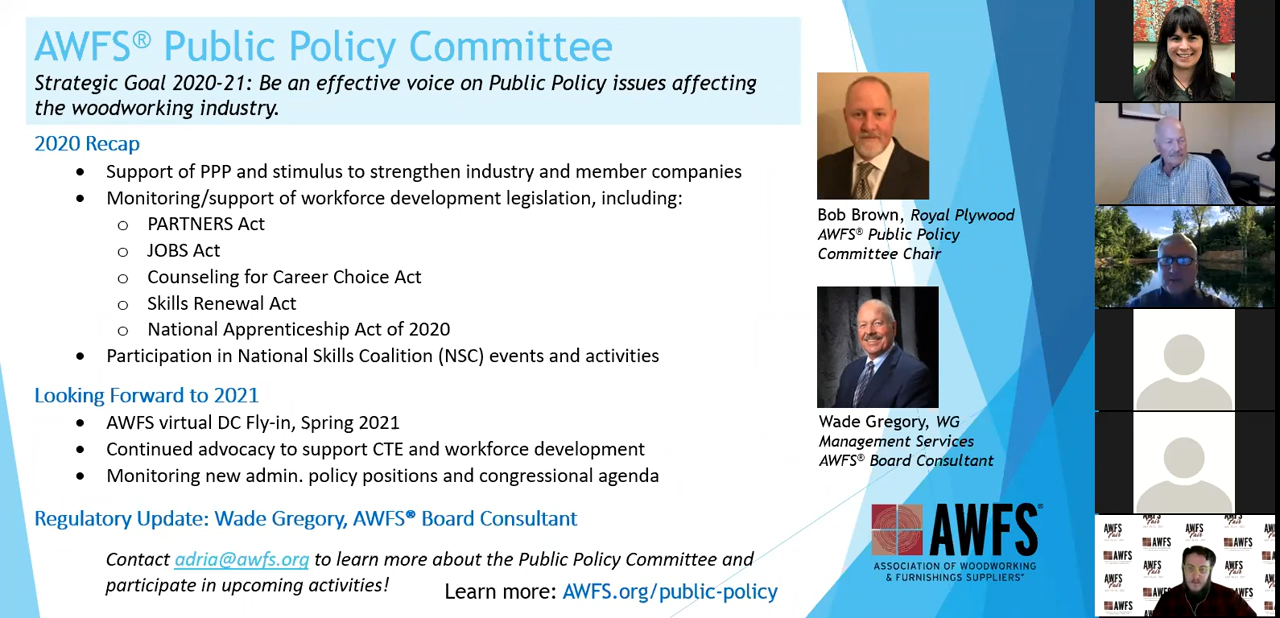 AWFS® Public Policy Committee
Strategic Goal 2020-21: Be an effective voice on Public Policy issues affecting
the woodworking industry.
2020 Recap
• Support of PPP and stimulus to strengthen industry and member companies
• Monitoring/support of workforce development legislation, including:
o PARTNERS Act
o JOBS Act
o Counseling for Career Choice Act
o Skills Renewal Act
o National Apprenticeship Act of 2020
• Participation in National Skills Coalition (NSC) events and activities
Looking Forward to 2021
• AWFS virtual DC Fly-in, Spring 2021
• Continued advocacy to support CTE and workforce development
• Monitoring new admin. policy positions and congressional agenda
Regulatory Update: Wade Gregory, AWFS® Board Consultant
Contact adria@awfs.org to learn more about the Public Policy Committee and
participate in upcoming activities!
Learn more: AWFS.org/public-policy
Bob Brown, Royal Plywood
AWFS® Public Policy
Committee Chair
Wade Gregory, WG
Management Services
AWFS® Board Consultant
AWFS®
ASSOCIATION OF WOODWORKING
& FURNISHINGS SUPPLIERS®
AWFS
AWFS
AWFS
AWFS
AWFS
AWFS
AWFS